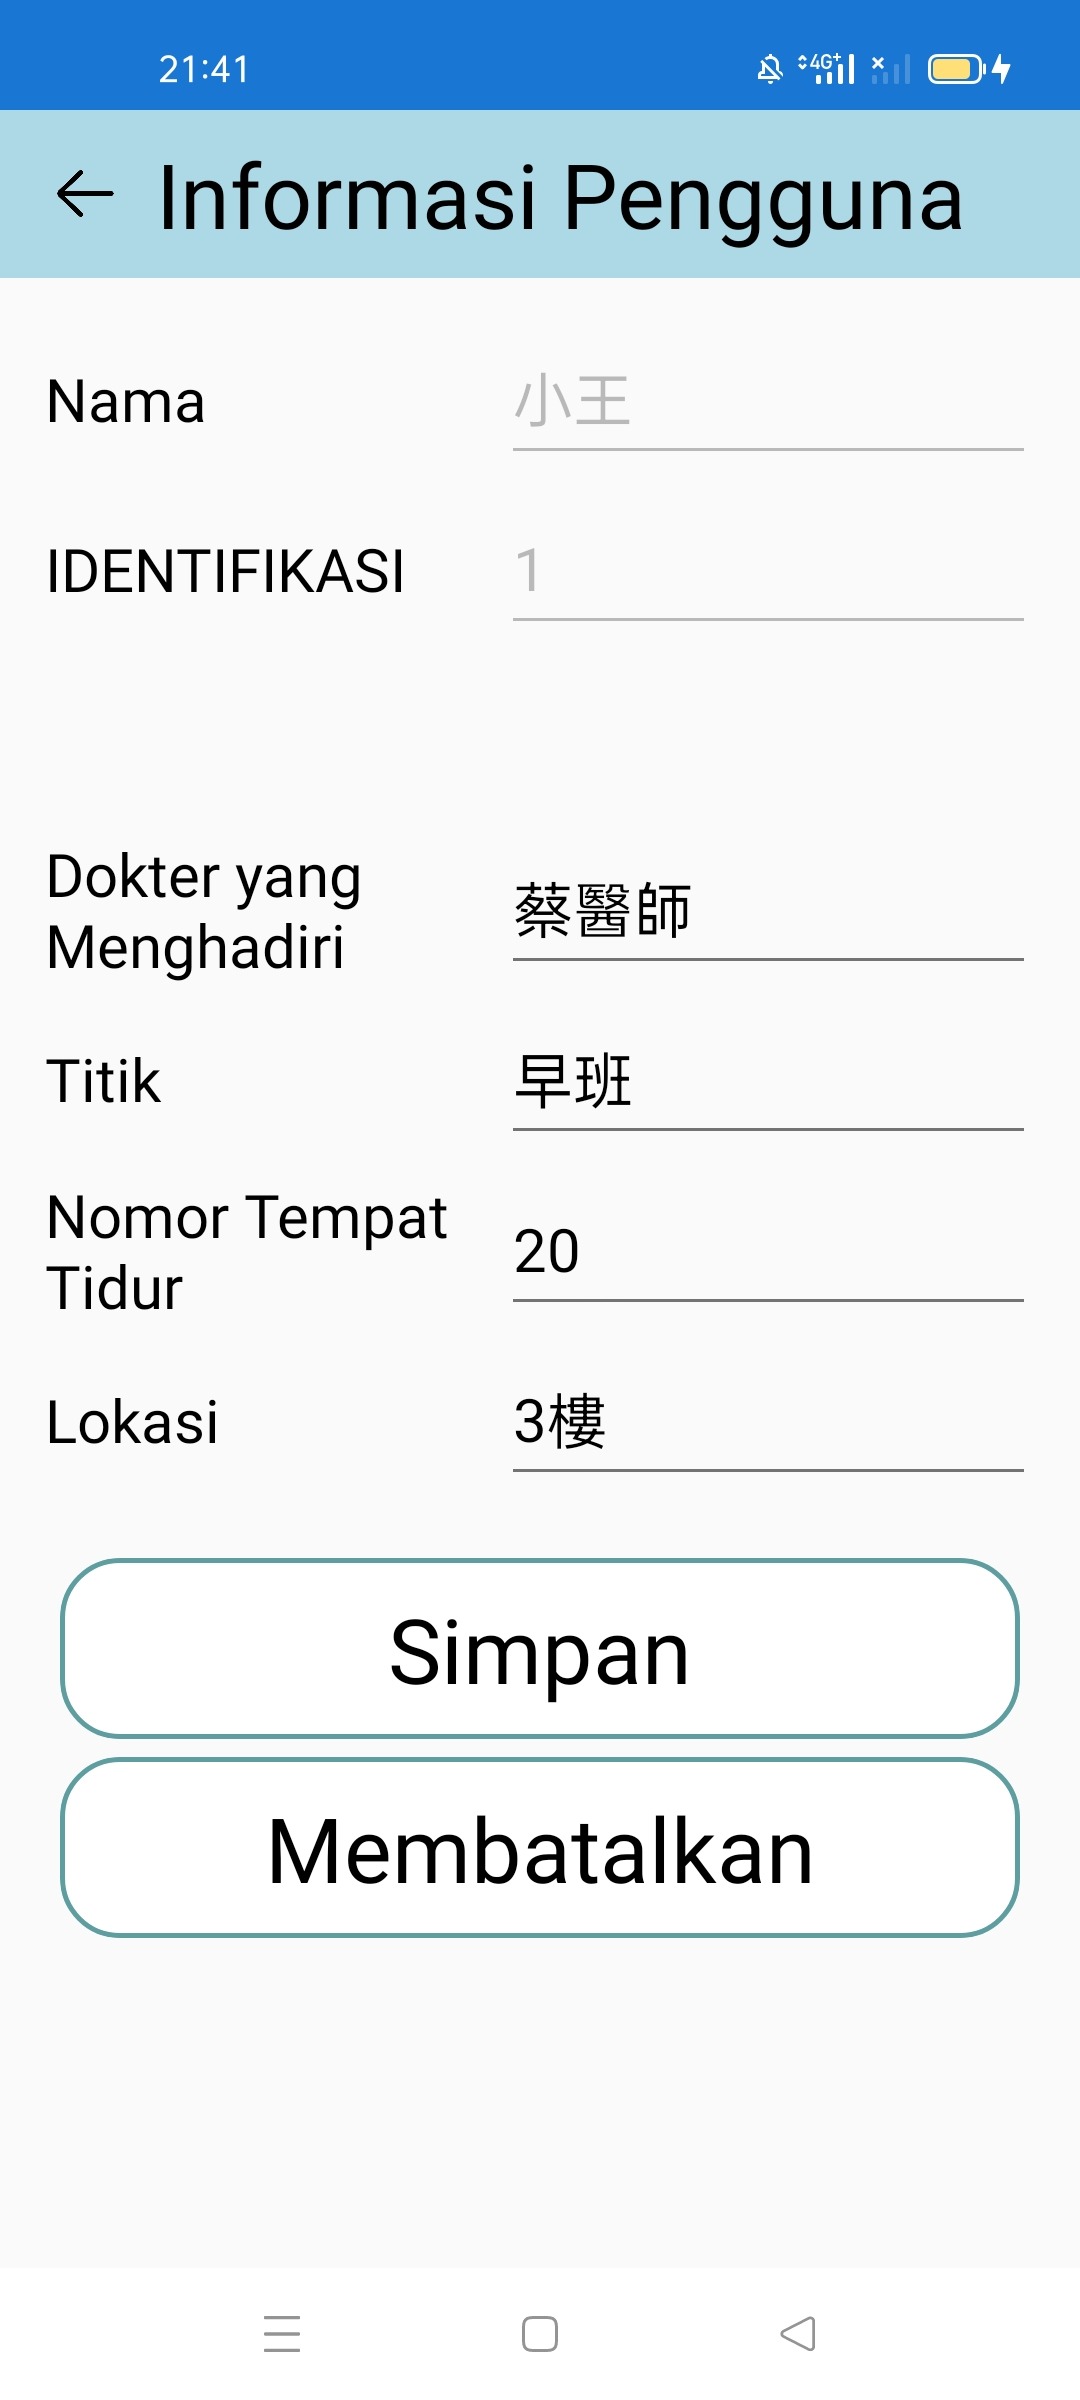 21:41
4G+
Informasi Pengguna
Nama
小王
IDENTIFIKASI
1
Dokter yang
Menghadiri
蔡醫師
Titik
早班
Nomor Tempat
Tidur
20
Lokasi
3樓
Simpan
Membatalkan